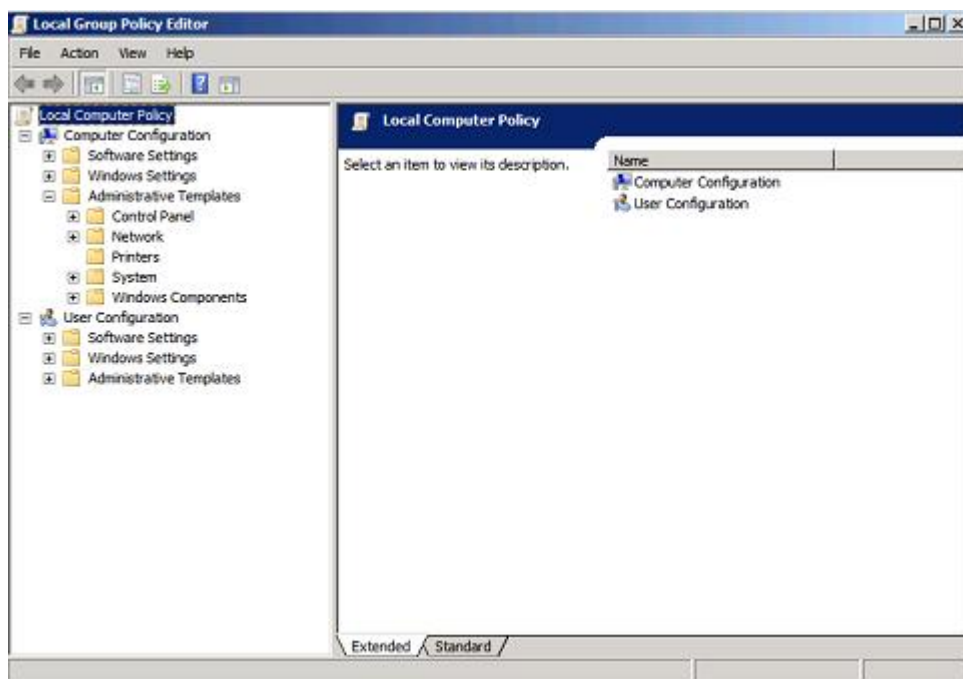 Local Group Policy Editor
File Action View Help
Local Computer Policy
Computer Configuration
Software Settings
Windows Settings
Administrative Templates
Control Panel
Network
Printers
System
Windows Components
User Configuration
Software Settings
Windows Settings
Administrative Templates
Local Computer Policy
Select an item to view its description.
Name
Computer Configuration
User Configuration
Extended Standard